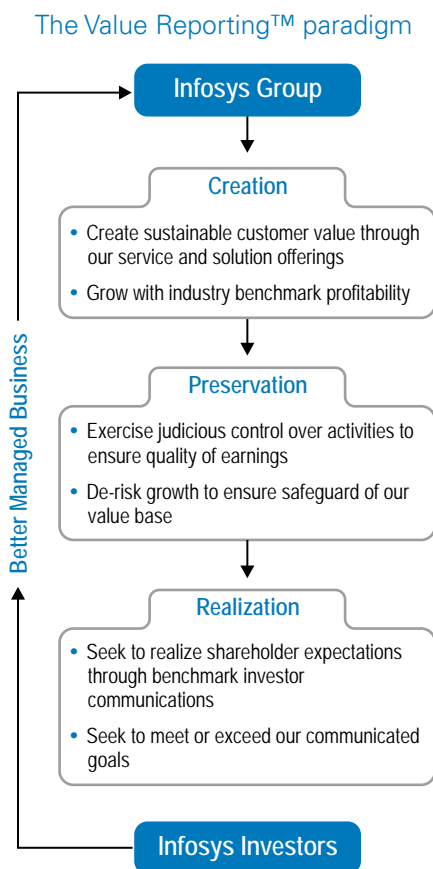 The Value Reporting™ paradigm
Infosys Group
Creation
• Create sustainable customer value through
our service and solution offerings
• Grow with industry benchmark profitability
Preservation
• Exercise judicious control over activities to
ensure quality of earnings
• De-risk growth to ensure safeguard of our
value base
Realization
• Seek to realize shareholder expectations
through benchmark investor
communications
• Seek to meet or exceed our communicated
goals
Infosys Investors
Better Managed Business